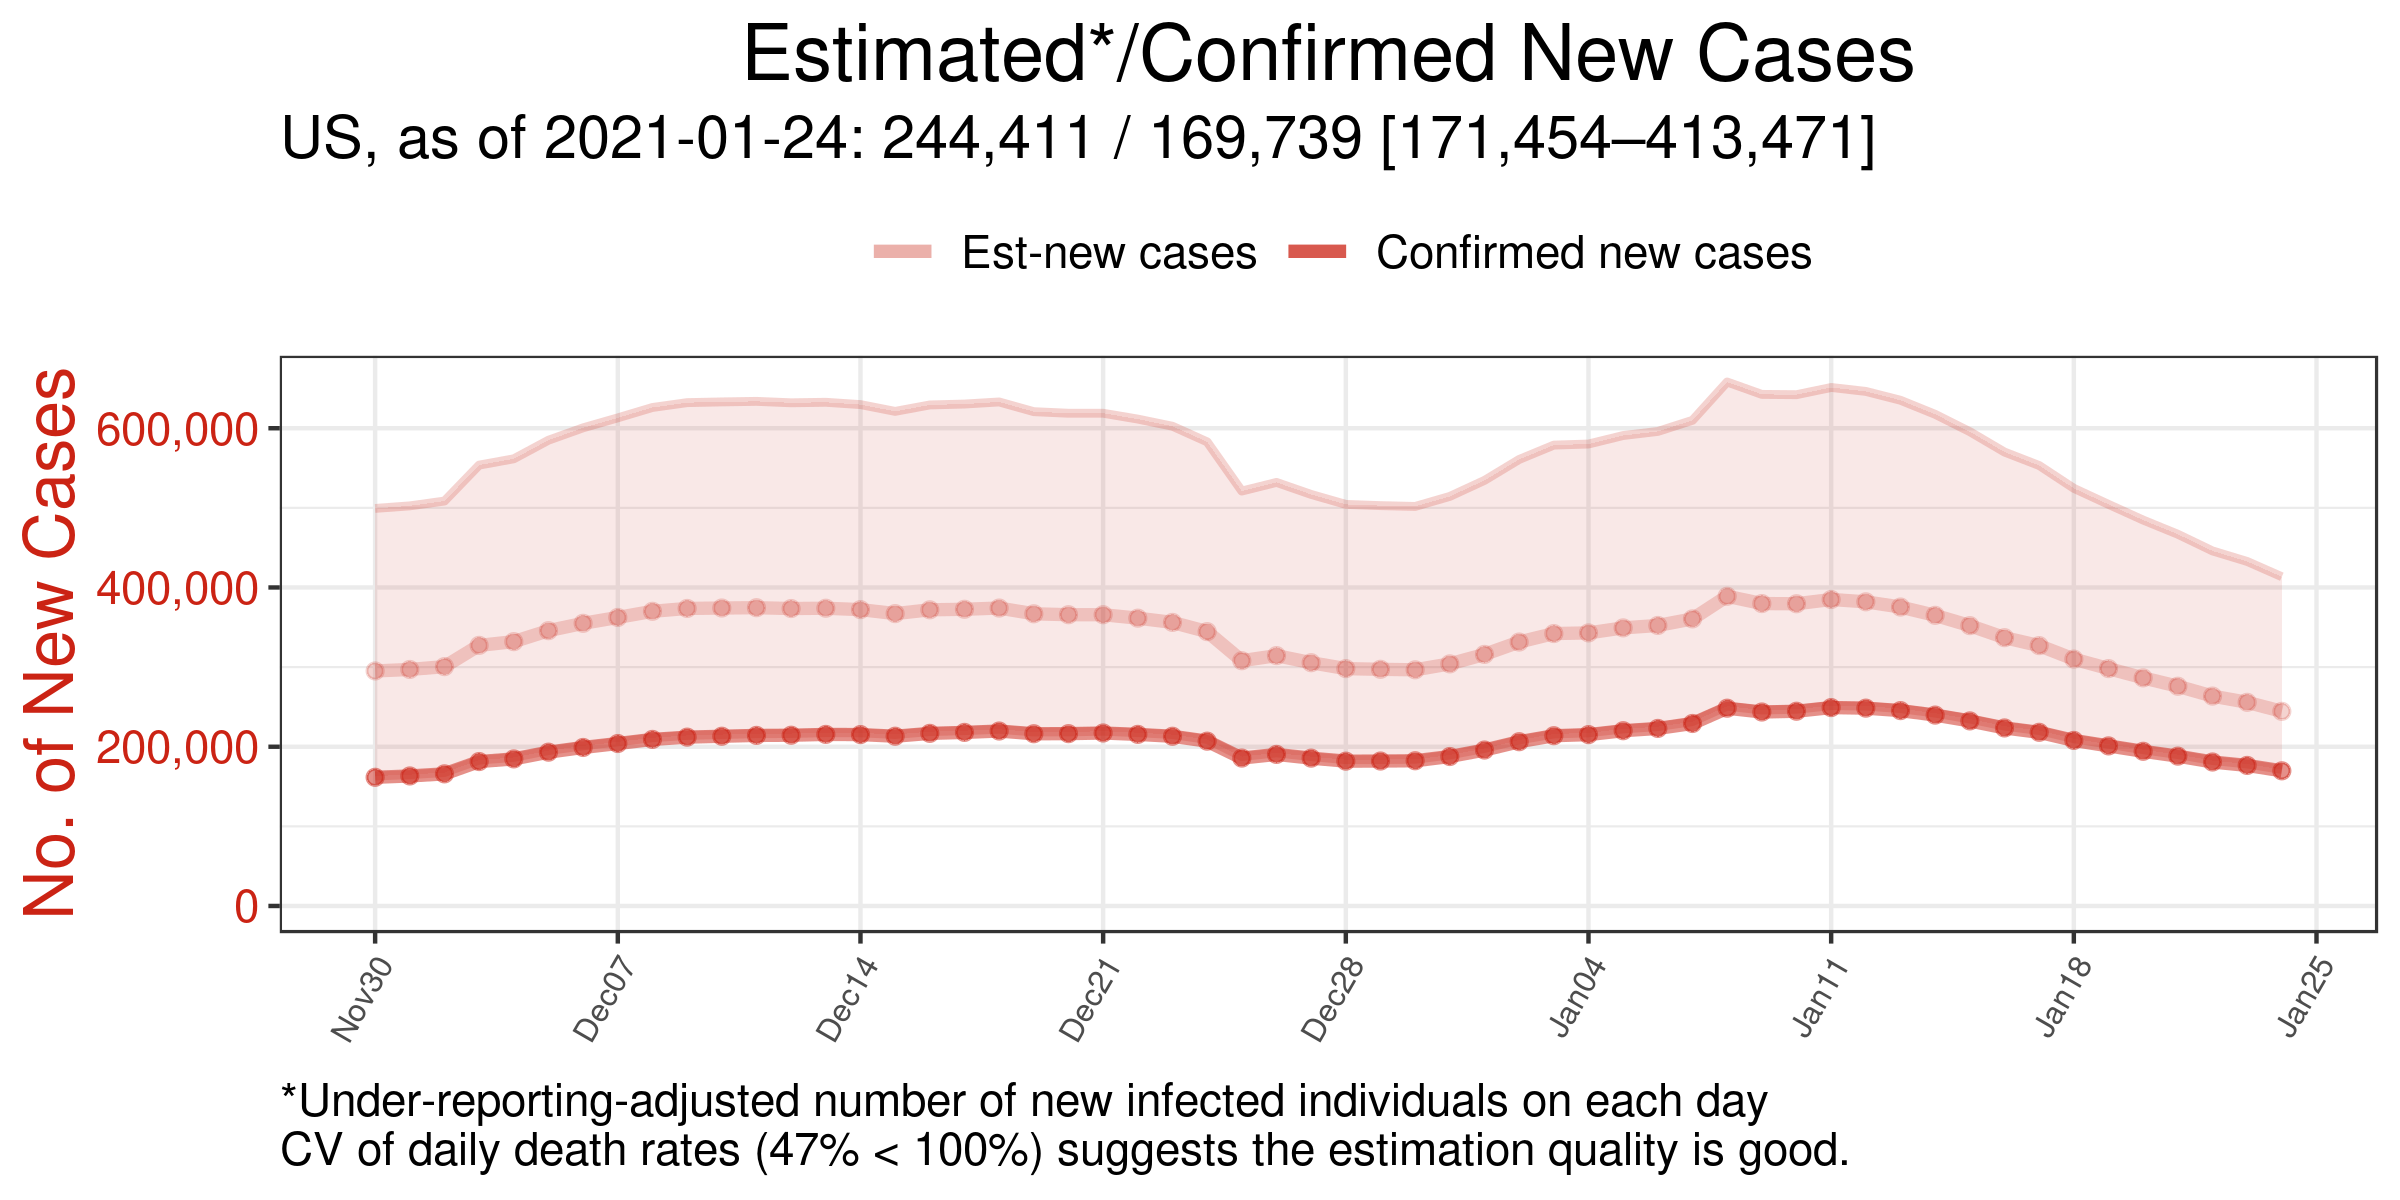 Estimated*/Confirmed New Cases
US, as of 2021-01-24: 244,411 / 169,739 [171,454–413,471]
Est-new cases
Confirmed new cases
No. of New Cases
600,000
400,000
200,000
0
Nov30
Dec07
Dec14
Dec21
Dec28
Jan04
Jan11
Jan18
Jan25
*Under-reporting-adjusted number of new infected individuals on each day
CV of daily death rates (47% < 100%) suggests the estimation quality is good.